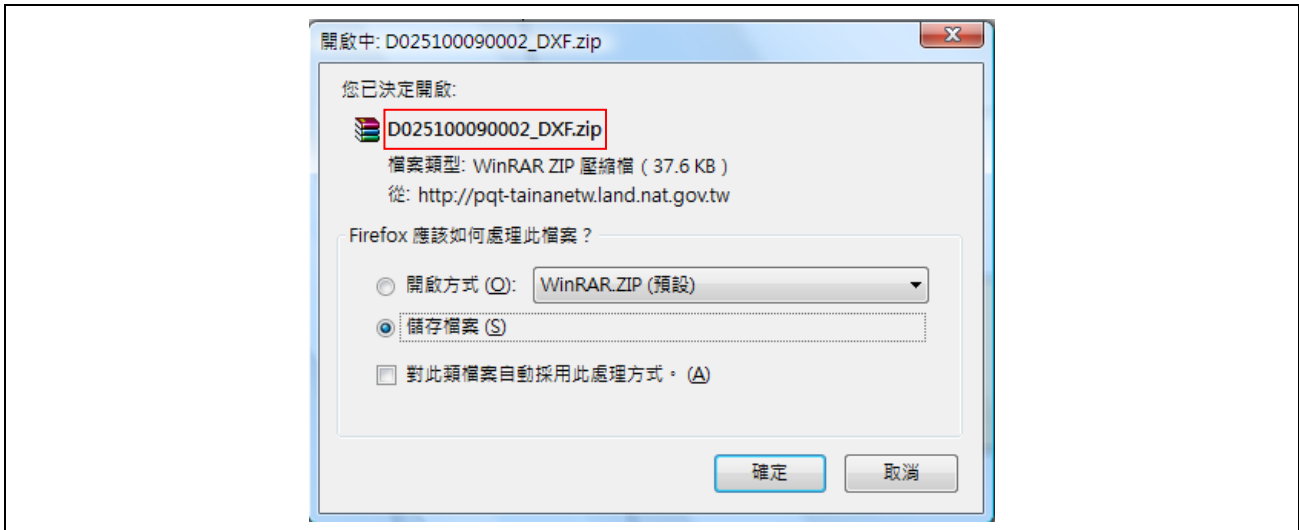 開啟中: D025100090002_DXF.zip
您已決定開啟:
D025100090002_DXF.zip
檔案類型: WinRAR ZIP 壓縮檔 ( 37.6 KB )
從: http://pqt-tainanetw.land.nat.gov.tw
Firefox 應該如何處理此檔案？
開啟方式 (O): WinRAR.ZIP (預設)
儲存檔案 (S)
對此類檔案自動採用此處理方式。 (A)
確定 取消